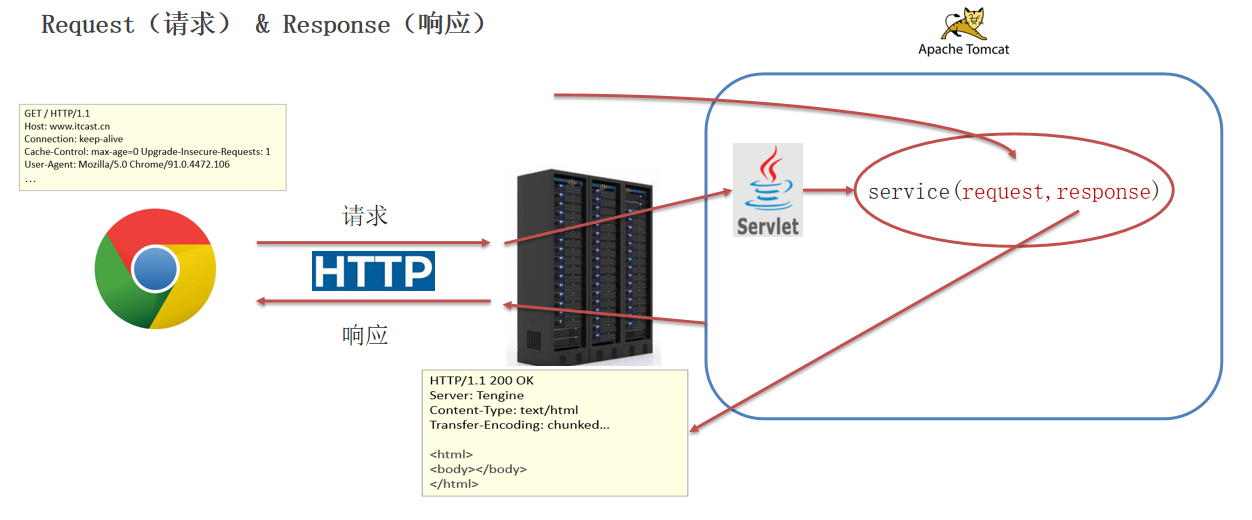 Request（请求） & Response（响应）
Apache Tomcat
GET / HTTP/1.1
Host: www.itcast.cn
Connection: keep-alive
Cache-Control: max-age=0 Upgrade-Insecure-Requests: 1
User-Agent: Mozilla/5.0 Chrome/91.0.4472.106
...
请求
HTTP
响应
Servlet
service(request,response)
HTTP/1.1 200 OK
Server: Tengine
Content-Type: text/html
Transfer-Encoding: chunked...
<html>
<body></body>
</html>